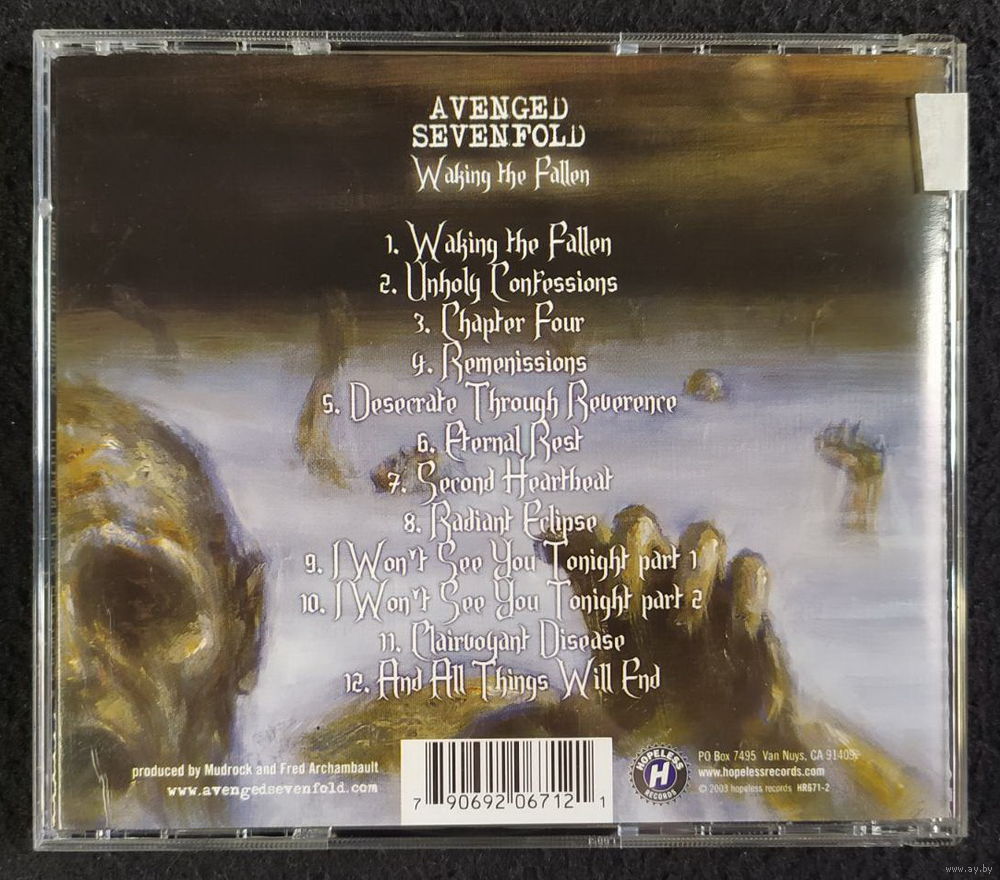 AVENGED
SEVENFOLD
Waking the Fallen
1. Waking the Fallen
2. Unholy Confessions
3. Chapter Four
4. Remenissions
5. Desecrate Through Reverence
6. Eternal Rest
7. Second Heartbeat
8. Radiant Eclipse
9. I Won't See You Tonight part 1
10. I Won't See You Tonight part 2
11. Clairvoyant Disease
12. And All Things Will End
produced by Mudrock and Fred Archambault
www.avengedsevenfold.com
7 90692 06712 1
HOPELESS
H
RECORDS
PO Box 7495 Van Nuys, CA 91409
www.hopelessrecords.com
© 2003 hopeless records HR671-2
www.ay.by